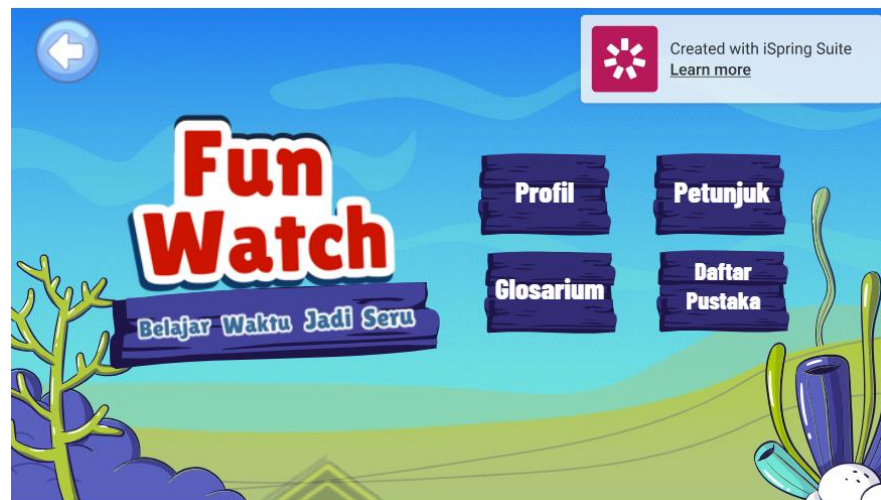 Created with iSpring Suite
Learn more
Fun
Watch
Belajar Waktu Jadi Seru
Profil
Petunjuk
Glosarium
Daftar
Pustaka